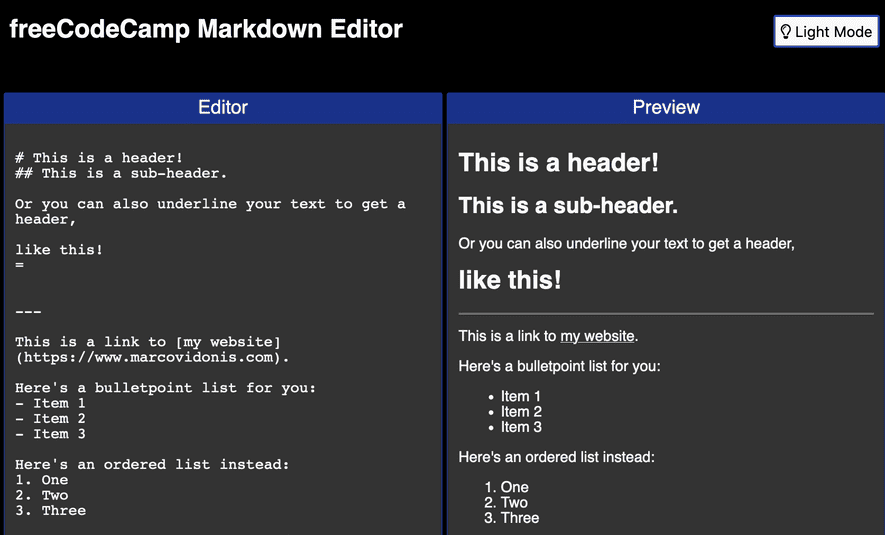 freeCodeCamp Markdown Editor
Light Mode
Editor
# This is a header!
## This is a sub-header.
Or you can also underline your text to get a
header,
like this!
=
---
This is a link to [my website]
(https://www.marcovidonis.com).
Here's a bulletpoint list for you:
- Item 1
- Item 2
- Item 3
Here's an ordered list instead:
1. One
2. Two
3. Three
Preview
This is a header!
This is a sub-header.
Or you can also underline your text to get a header,
like this!
This is a link to my website.
Here's a bulletpoint list for you:
• Item 1
• Item 2
• Item 3
Here's an ordered list instead:
1. One
2. Two
3. Three